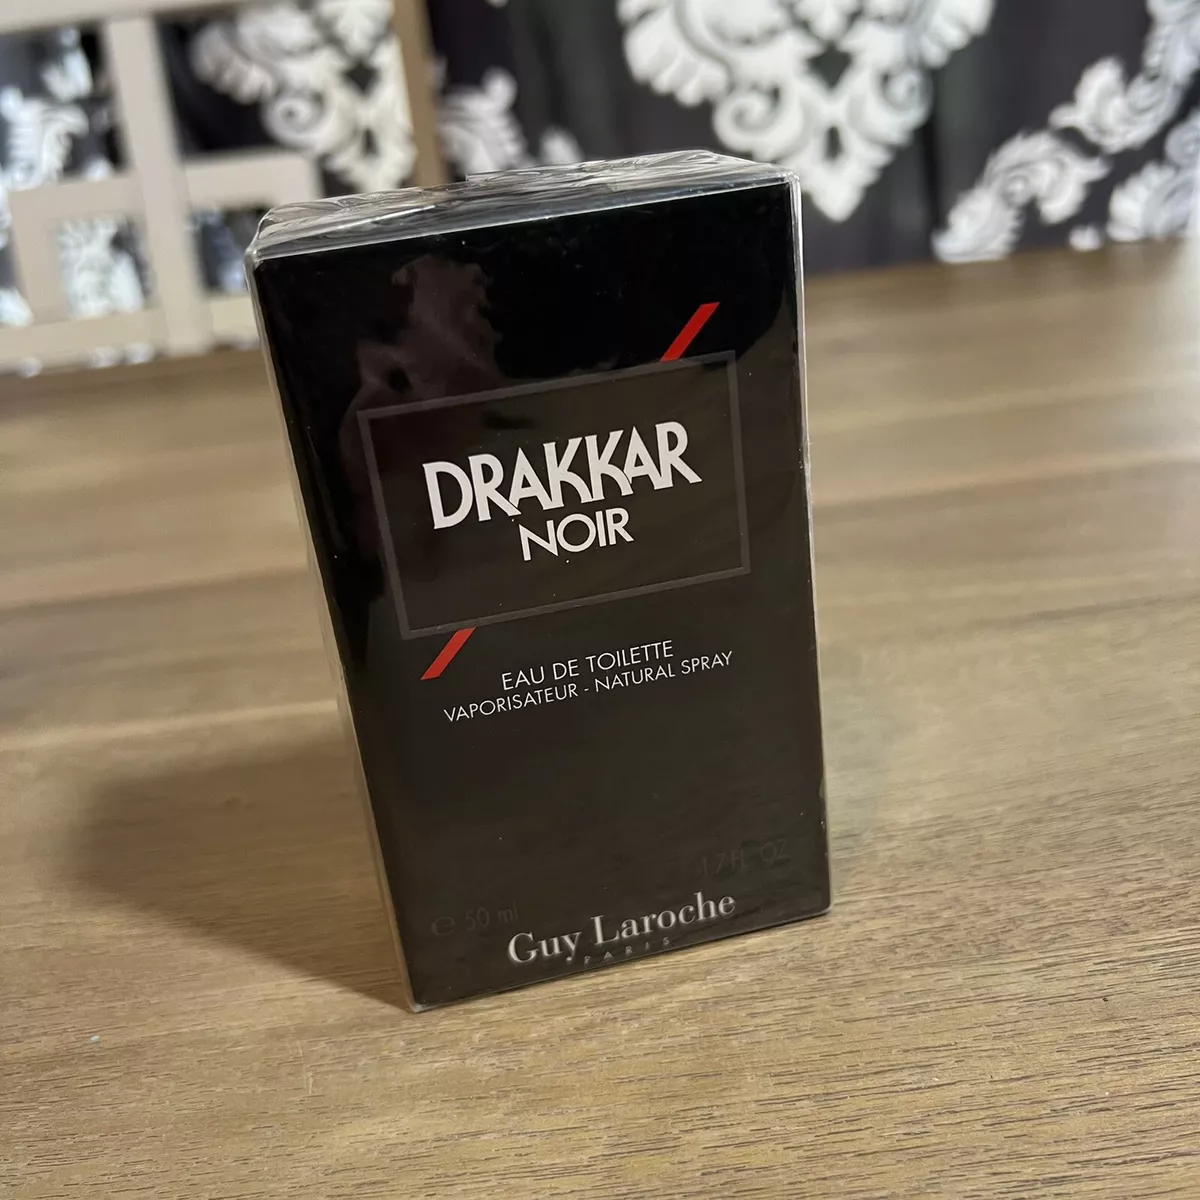 DRAKKAR
NOIR
EAU DE TOILETTE
VAPORISATEUR - NATURAL SPRAY
1.7 FL. OZ
℮ 50 ml
Guy Laroche
PARIS